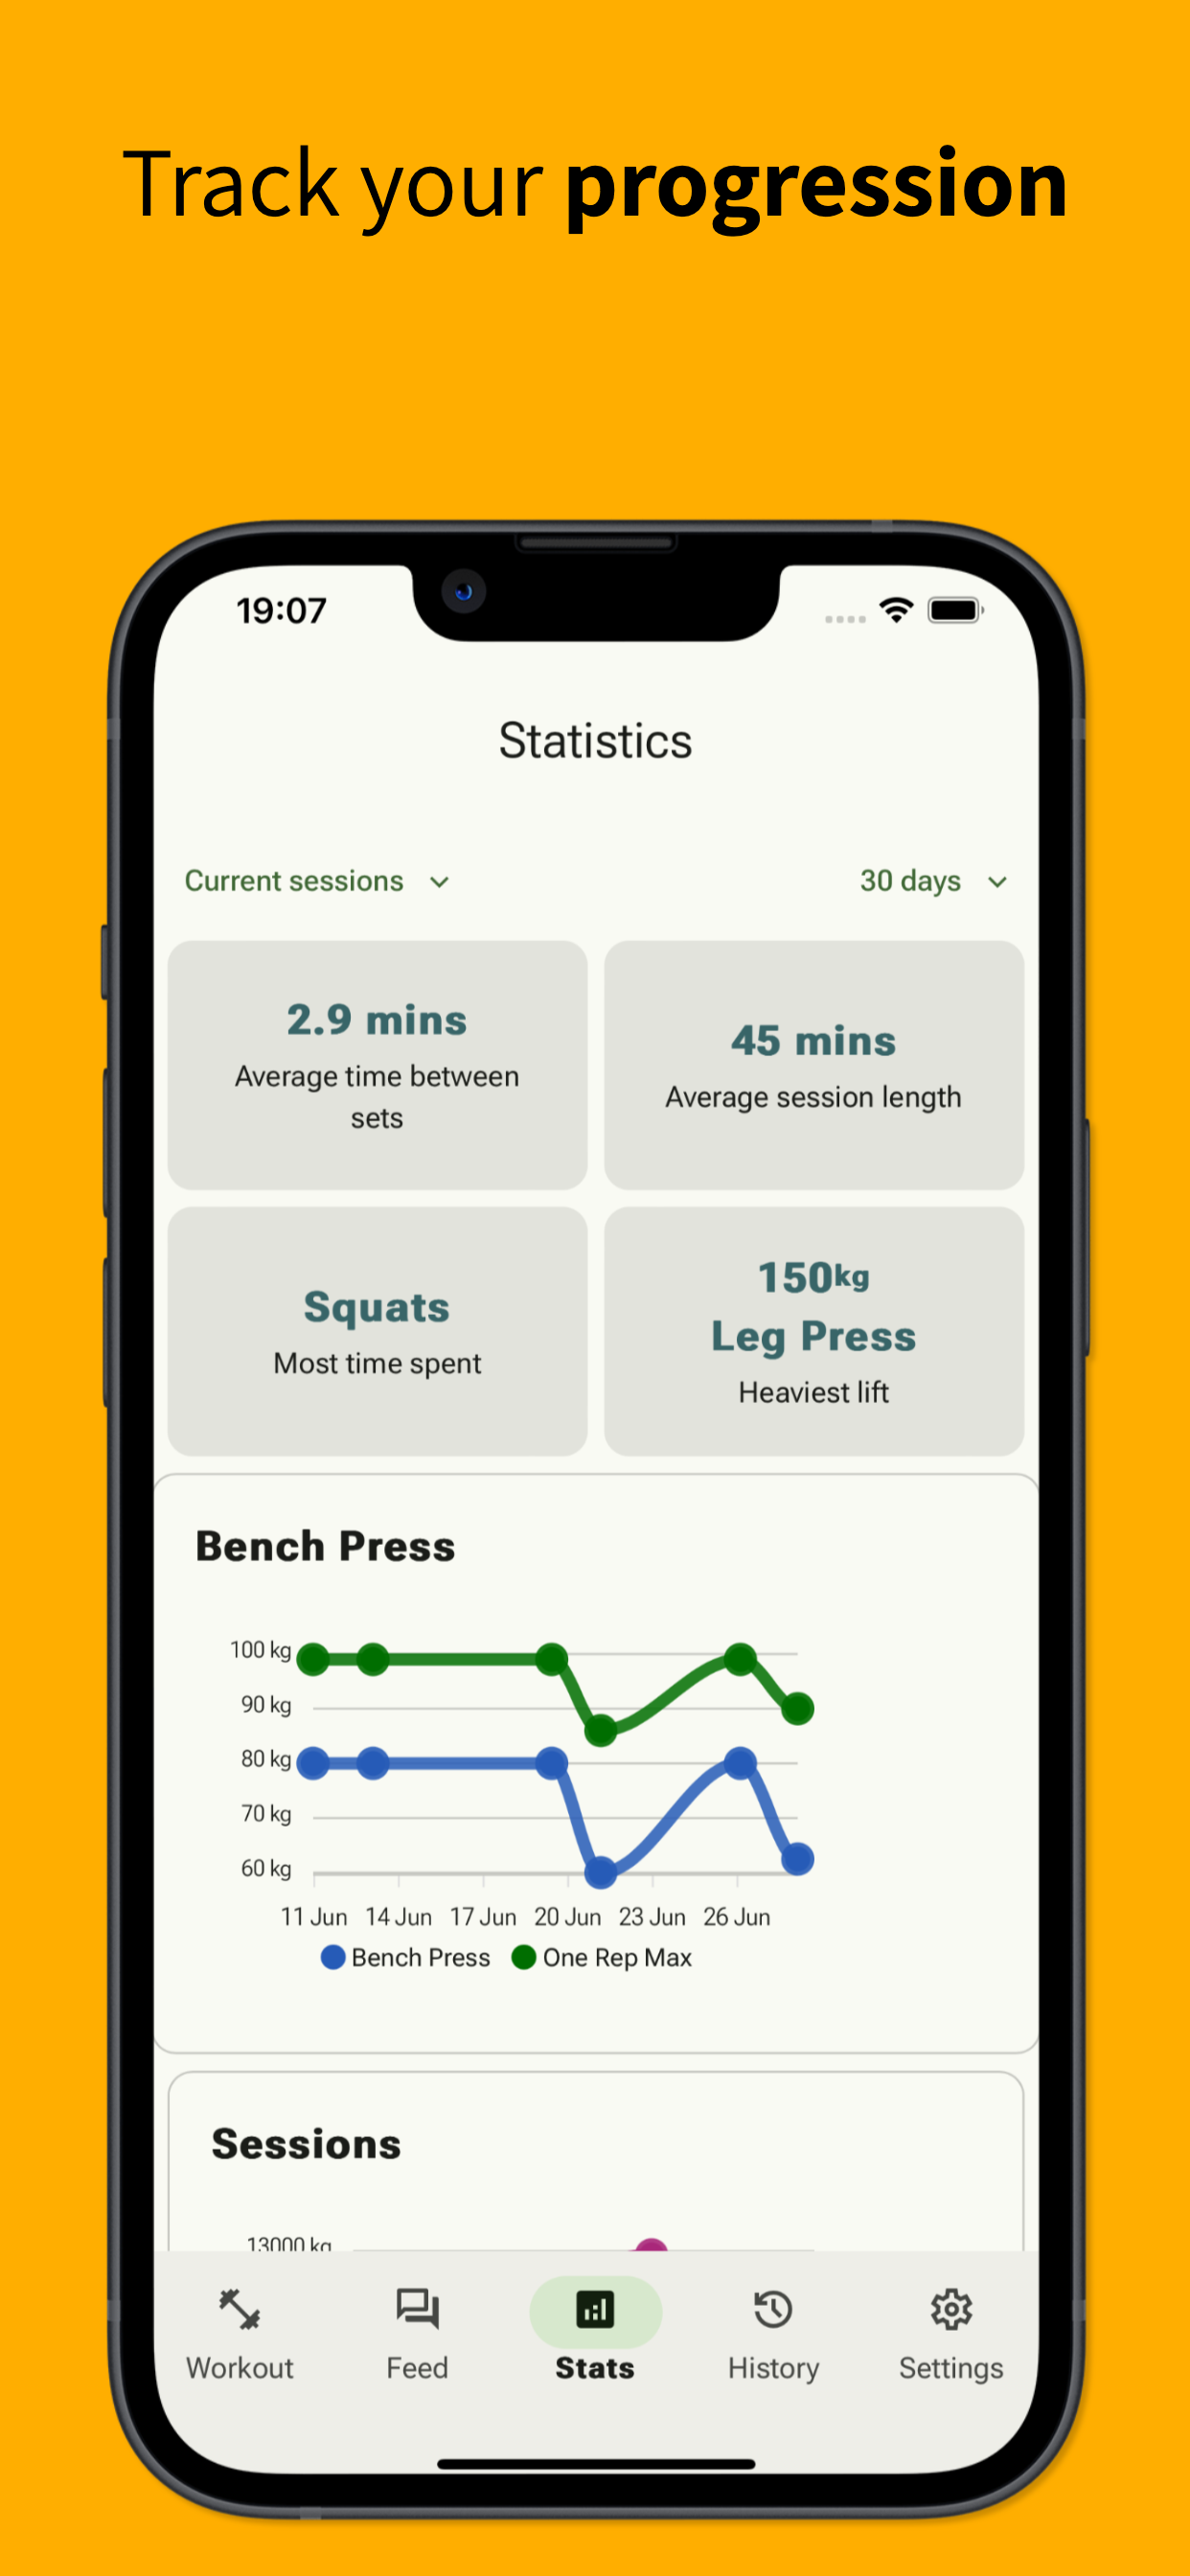 Track your progression
19:07
Statistics
Current sessions
30 days
2.9 mins
Average time between
sets
45 mins
Average session length
Squats
Most time spent
150kg
Leg Press
Heaviest lift
Bench Press
100 kg
90 kg
80 kg
70 kg
60 kg
11 Jun 14 Jun 17 Jun 20 Jun 23 Jun 26 Jun
Bench Press One Rep Max
Sessions
13000 kg
Workout Feed Stats History Settings